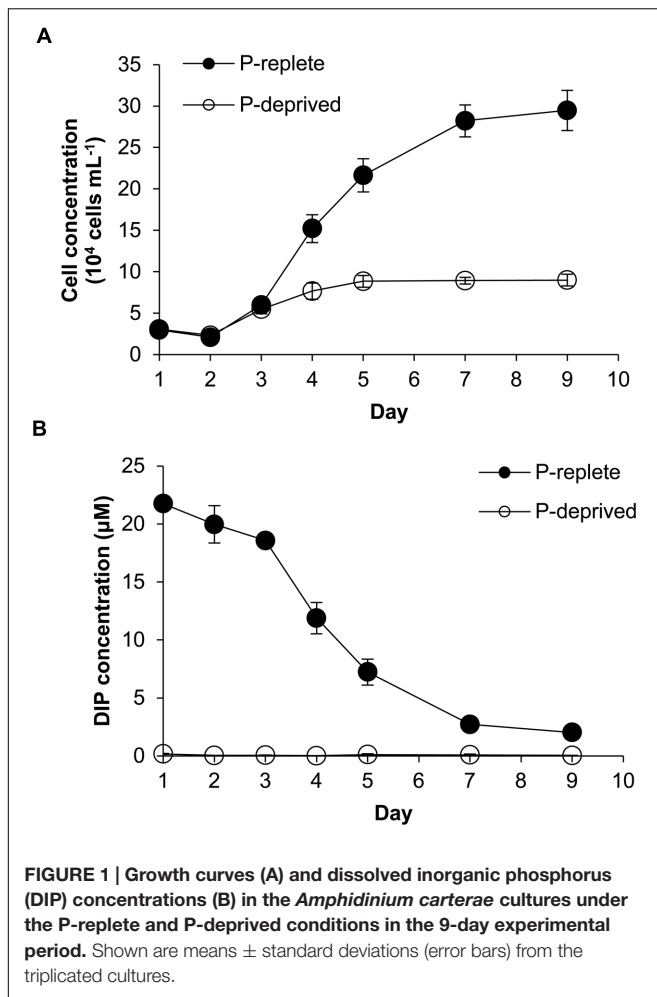 A
P-replete
P-deprived
35
30
25
20
15
10
5
0
Cell concentration
(10⁴ cells mL⁻¹)
1 2 3 4 5 6 7 8 9 10
Day
B
P-replete
P-deprived
25
20
15
10
5
0
DIP concentration (µM)
1 2 3 4 5 6 7 8 9 10
Day
FIGURE 1 | Growth curves (A) and dissolved inorganic phosphorus
(DIP) concentrations (B) in the Amphidinium carterae cultures under
the P-replete and P-deprived conditions in the 9-day experimental
period. Shown are means ± standard deviations (error bars) from the
triplicated cultures.